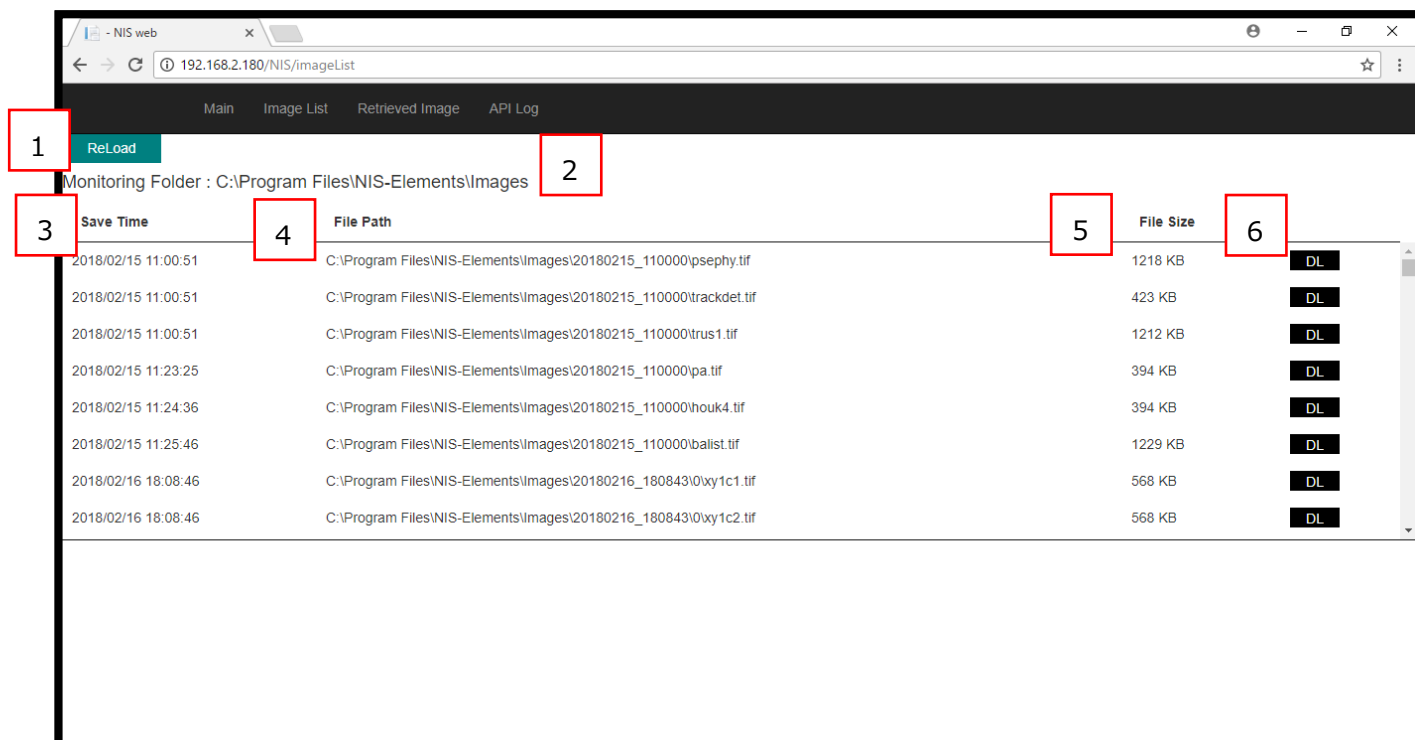 - NIS web
192.168.2.180/NIS/imageList
Main Image List Retrieved Image API Log
1 ReLoad
2
Monitoring Folder : C:\Program Files\NIS-Elements\Images
3 Save Time 4 File Path 5 File Size 6
2018/02/15 11:00:51 C:\Program Files\NIS-Elements\Images\20180215_110000\psephy.tif 1218 KB DL
2018/02/15 11:00:51 C:\Program Files\NIS-Elements\Images\20180215_110000\trackdet.tif 423 KB DL
2018/02/15 11:00:51 C:\Program Files\NIS-Elements\Images\20180215_110000\trus1.tif 1212 KB DL
2018/02/15 11:23:25 C:\Program Files\NIS-Elements\Images\20180215_110000\pa.tif 394 KB DL
2018/02/15 11:24:36 C:\Program Files\NIS-Elements\Images\20180215_110000\houk4.tif 394 KB DL
2018/02/15 11:25:46 C:\Program Files\NIS-Elements\Images\20180215_110000\balist.tif 1229 KB DL
2018/02/16 18:08:46 C:\Program Files\NIS-Elements\Images\20180216_180843\0\xy1c1.tif 568 KB DL
2018/02/16 18:08:46 C:\Program Files\NIS-Elements\Images\20180216_180843\0\xy1c2.tif 568 KB DL